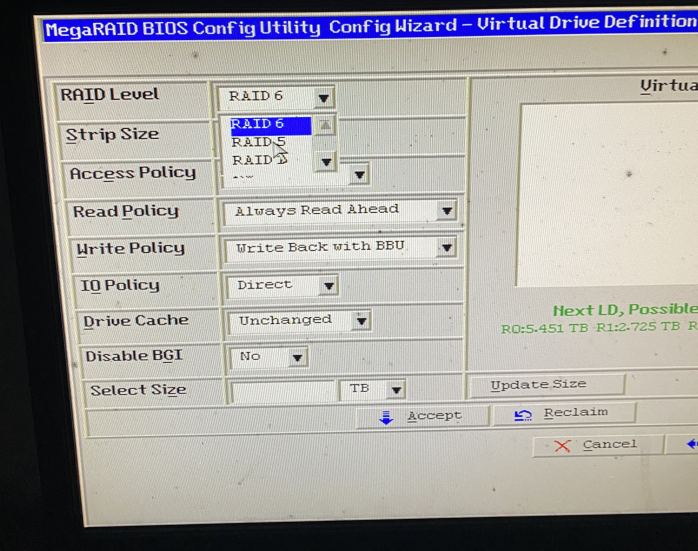 MegaRAID BIOS Config Utility Config Wizard - Virtual Drive Definition
RAID Level
RAID 6
Virtua
RAID 6
Strip Size
RAID 5
RAID
Access Policy
Read Policy
Always Read Ahead
Write Policy
Write Back with BBU
IO Policy
Direct
Next LD, Possible
Drive Cache
Unchanged
R0:5.451 TB R1:2.725 TB R
Disable BGI
No
Select Size
TB
Update Size
Accept
Reclaim
Cancel